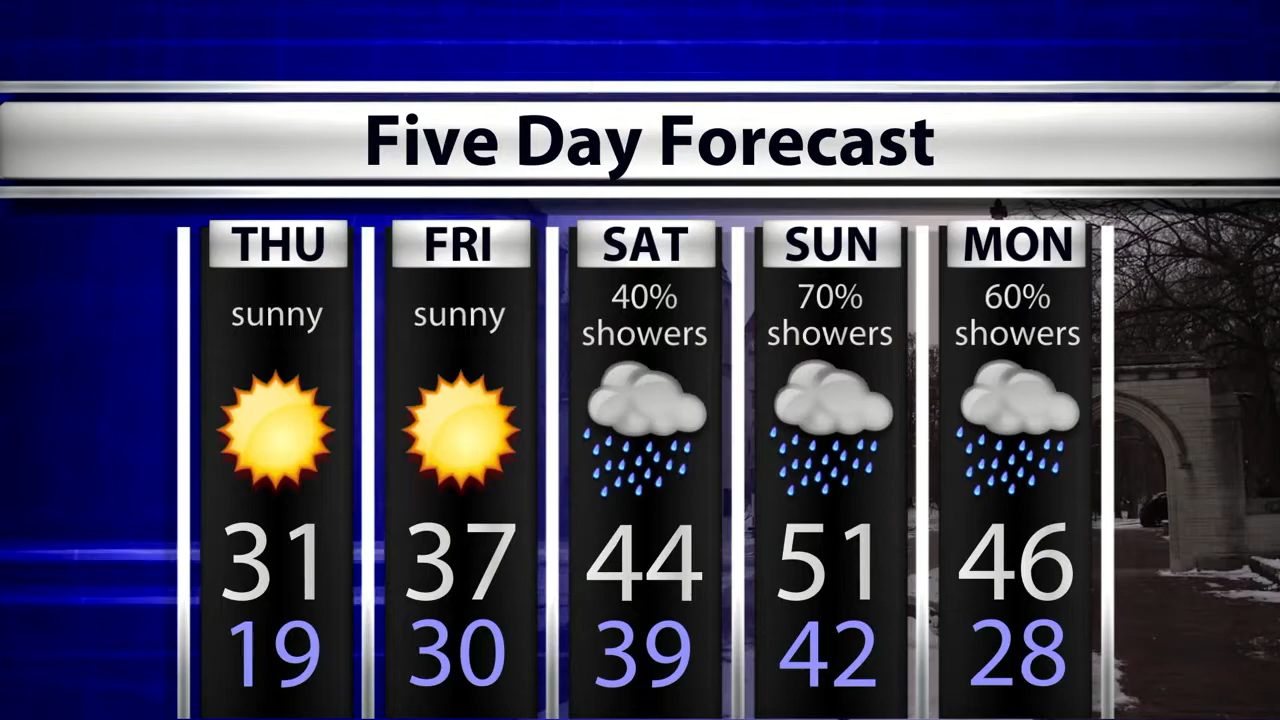 Five Day Forecast
THU FRI SAT SUN MON
sunny sunny 40% showers 70% showers 60% showers
31 37 44 51 46
19 30 39 42 28